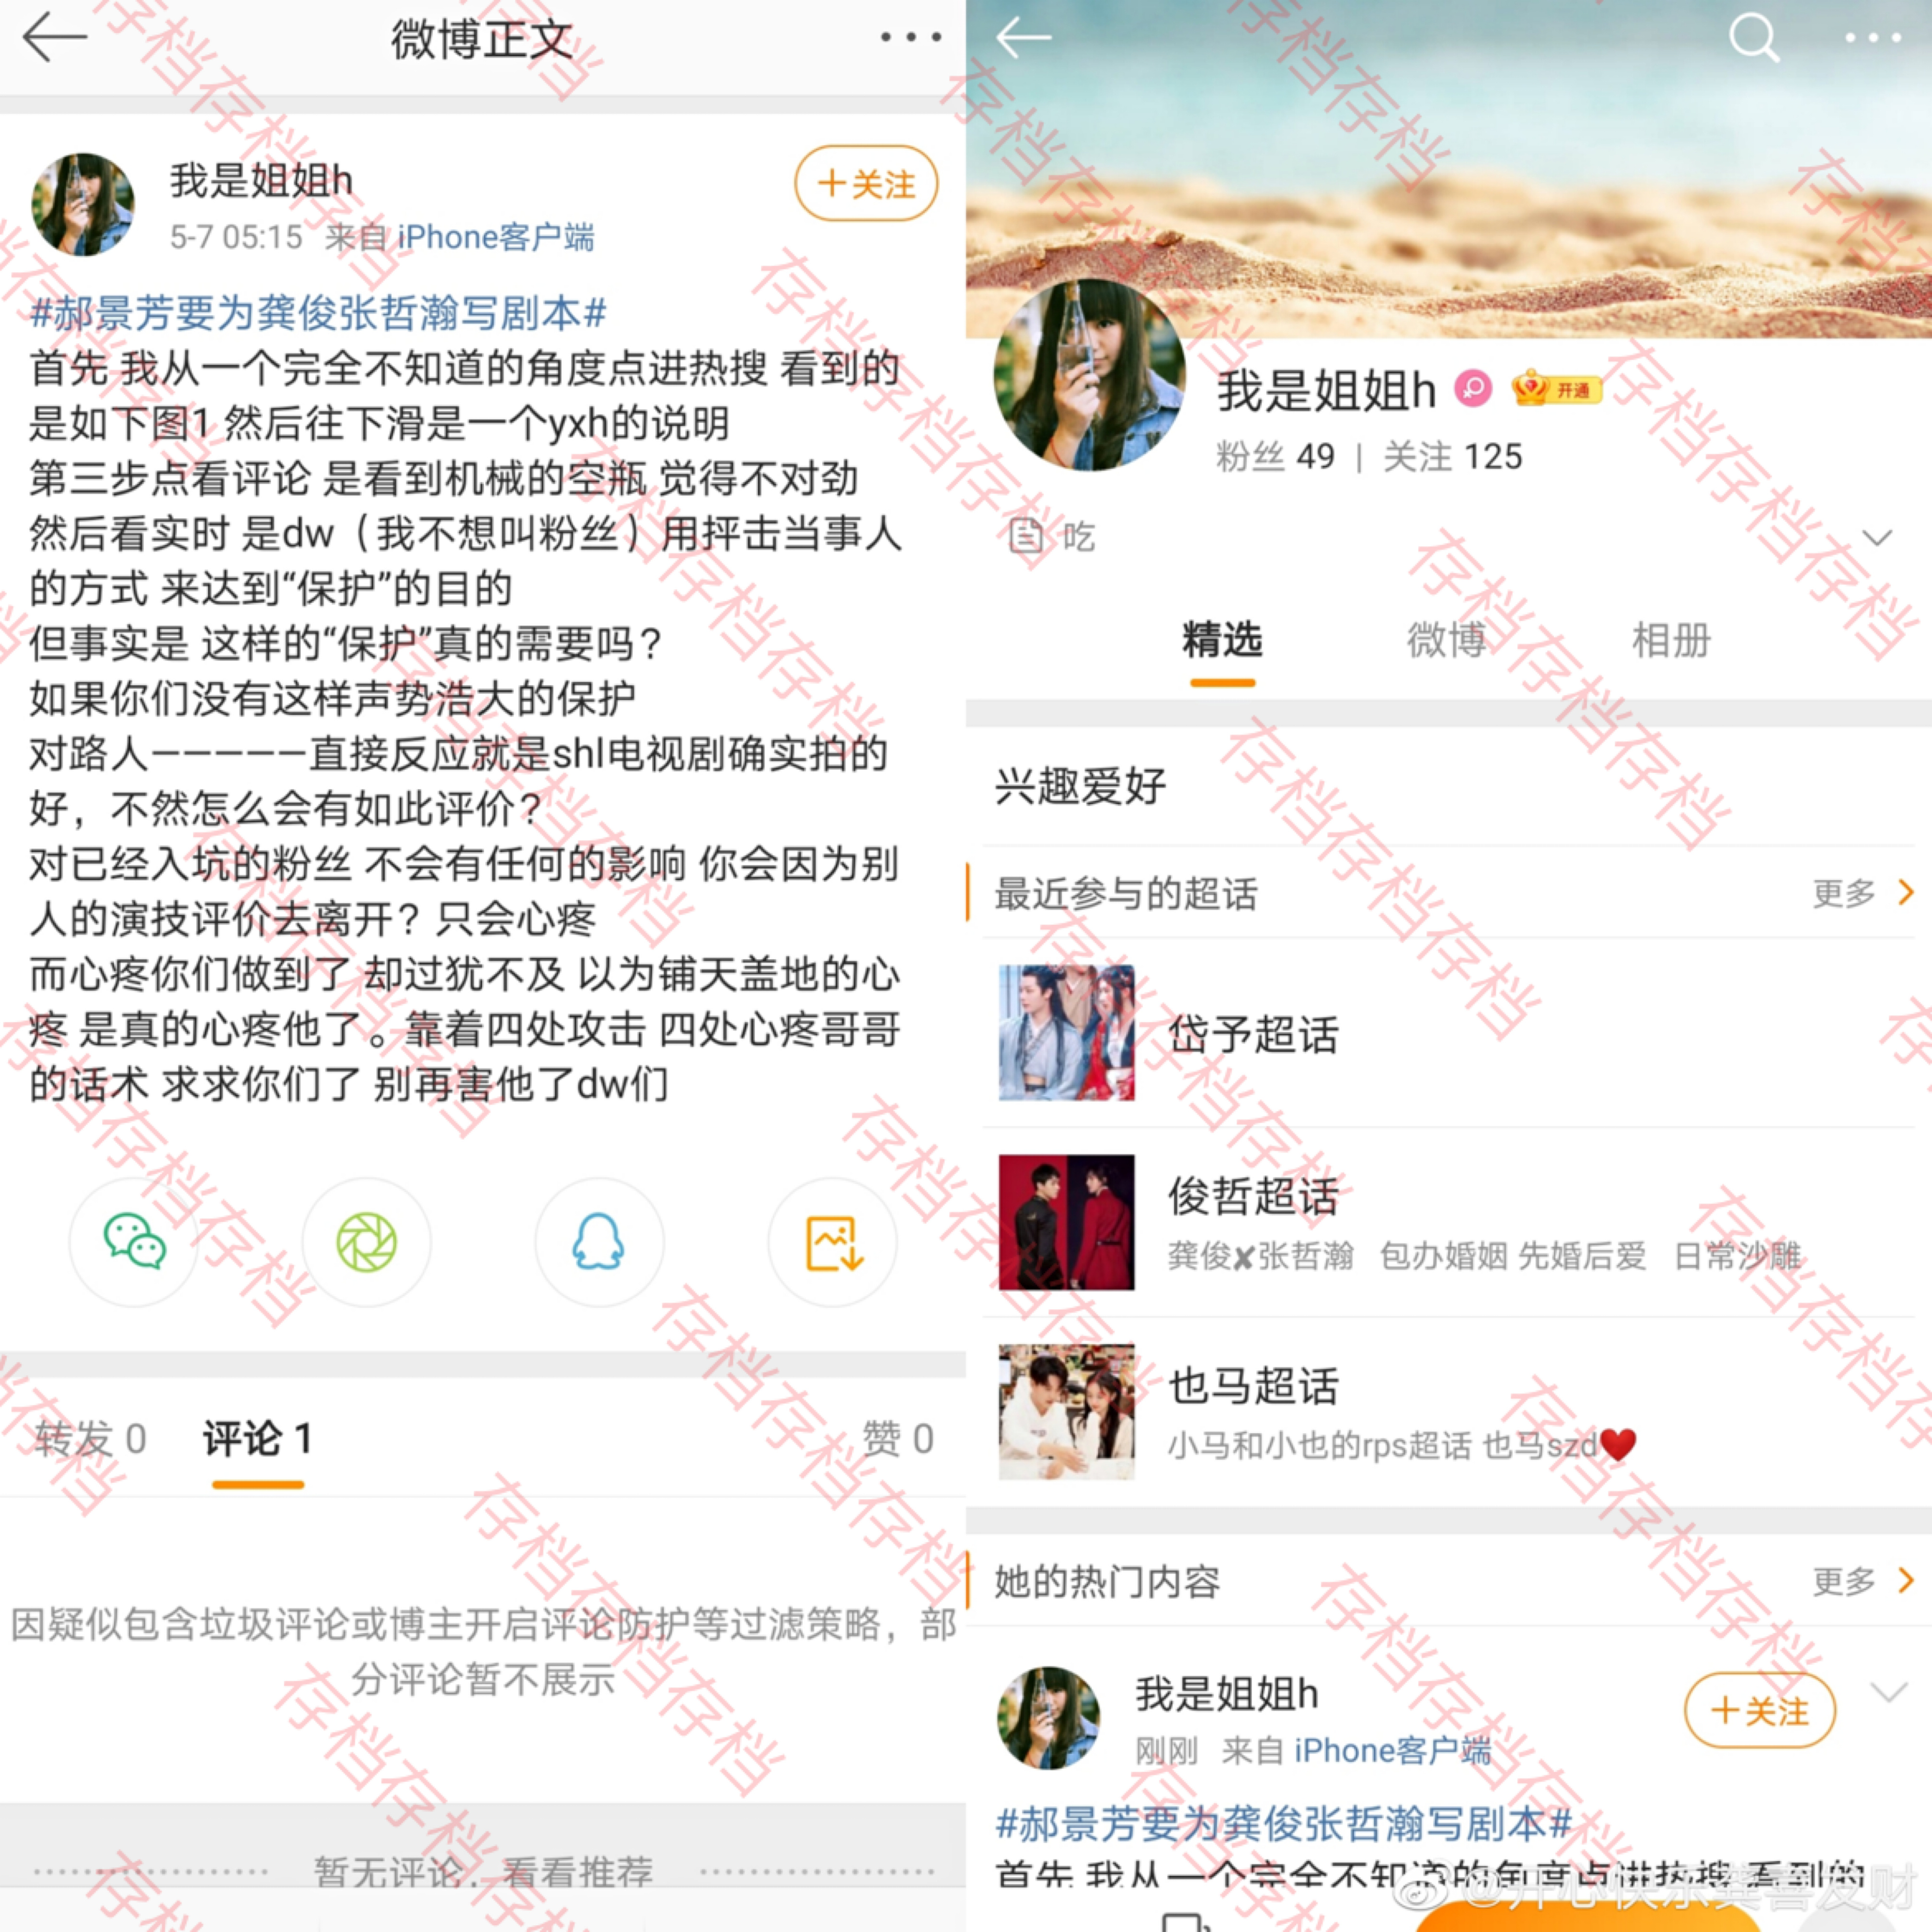 微博正文
我是姐姐h
+关注
5-7 05:15 来自 iPhone客户端
#郝景芳要为龚俊张哲瀚写剧本#
首先 我从一个完全不知道的角度点进热搜 看到的
是如下图1 然后往下滑是一个yxh的说明
第三步点看评论 是看到机械的空瓶 觉得不对劲
然后看实时 是dw（我不想叫粉丝）用抨击当事人
的方式 来达到“保护”的目的
但事实是 这样的“保护”真的需要吗？
如果你们没有这样声势浩大的保护
对路人一一一一一直接反应就是shl电视剧确实拍的
好，不然怎么会有如此评价？
对已经入坑的粉丝 不会有任何的影响 你会因为别
人的演技评价去离开？只会心疼
而心疼你们做到了 却过犹不及 以为铺天盖地的心
疼 是真的心疼他了。靠着四处攻击 四处心疼哥哥
的话术 求求你们了 别再害他了dw们
转发 0
评论 1
赞 0
因疑似包含垃圾评论或博主开启评论防护等过滤策略，部
分评论暂不展示
暂无评论，看看推荐
我是姐姐h
开通
粉丝 49 | 关注 125
吃
精选
微博
相册
兴趣爱好
最近参与的超话
更多
岱予超话
俊哲超话
龚俊✘张哲瀚 包办婚姻 先婚后爱 日常沙雕
也马超话
小马和小也的rps超话 也马szd❤️
她的热门内容
更多
我是姐姐h
+关注
刚刚 来自 iPhone客户端
#郝景芳要为龚俊张哲瀚写剧本#
首先 我从一个完全不知道的角度点进热搜 看到的
@开心快乐龚喜发财
存档存档存档